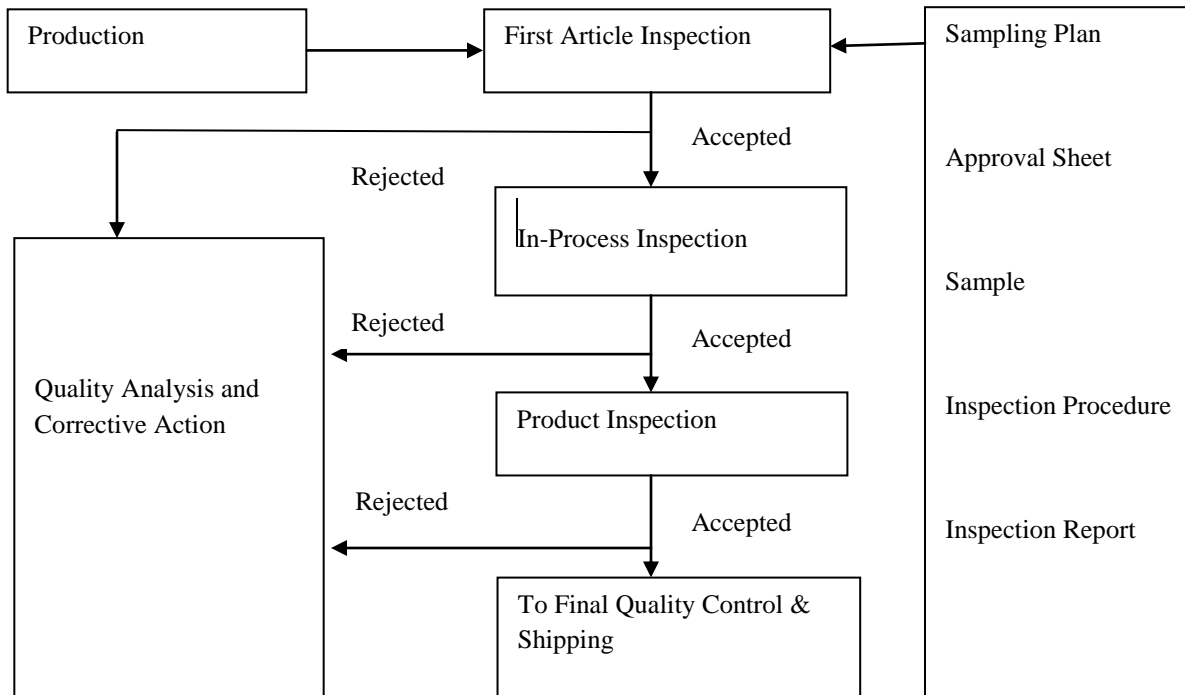 Production
First Article Inspection
Sampling Plan
Accepted
Approval Sheet
Rejected
In-Process Inspection
Sample
Rejected
Accepted
Quality Analysis and
Corrective Action
Product Inspection
Inspection Procedure
Rejected
Accepted
Inspection Report
To Final Quality Control &
Shipping